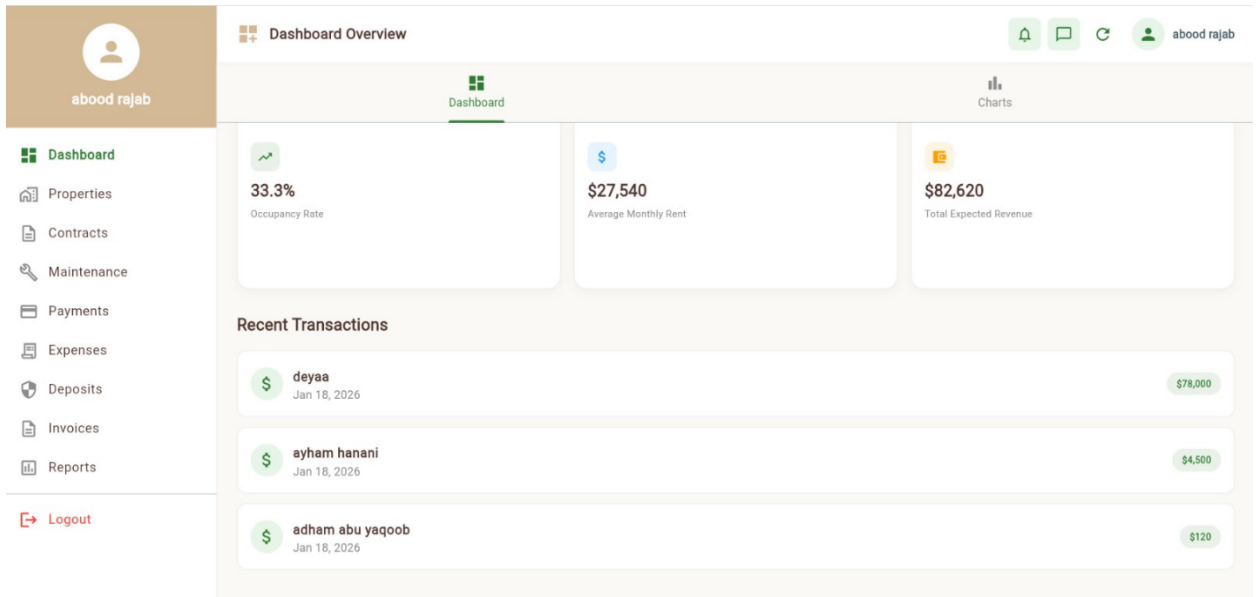 abood rajab
Dashboard
Properties
Contracts
Maintenance
Payments
Expenses
Deposits
Invoices
Reports
Logout
Dashboard Overview
abood rajab
Dashboard
Charts
33.3%
Occupancy Rate
$27,540
Average Monthly Rent
$82,620
Total Expected Revenue
Recent Transactions
deyaa
Jan 18, 2026
$78,000
ayham hanani
Jan 18, 2026
$4,500
adham abu yaqoob
Jan 18, 2026
$120